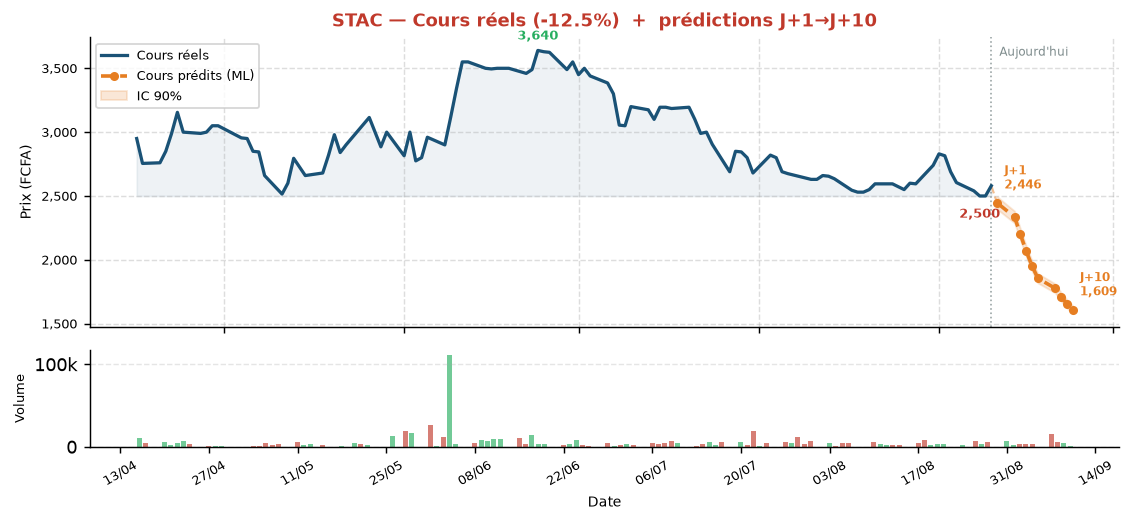 STAC — Cours réels (-12.5%)  +  prédictions J+1→J+10
3,640
Aujourd'hui
Cours réels
Cours prédits (ML)
IC 90%
3,500
3,000
2,500
2,000
1,500
Prix (FCFA)
J+1
2,446
2,500
J+10
1,609
100k
0
Volume
13/04
27/04
11/05
25/05
08/06
22/06
06/07
20/07
03/08
17/08
31/08
14/09
Date